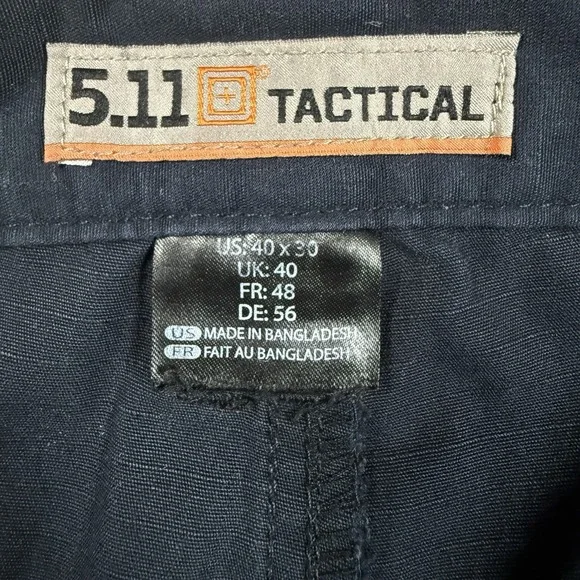 5.11 TACTICAL
US: 40 x 30
UK: 40
FR: 48
DE: 56
US MADE IN BANGLADESH
FR FAIT AU BANGLADESH